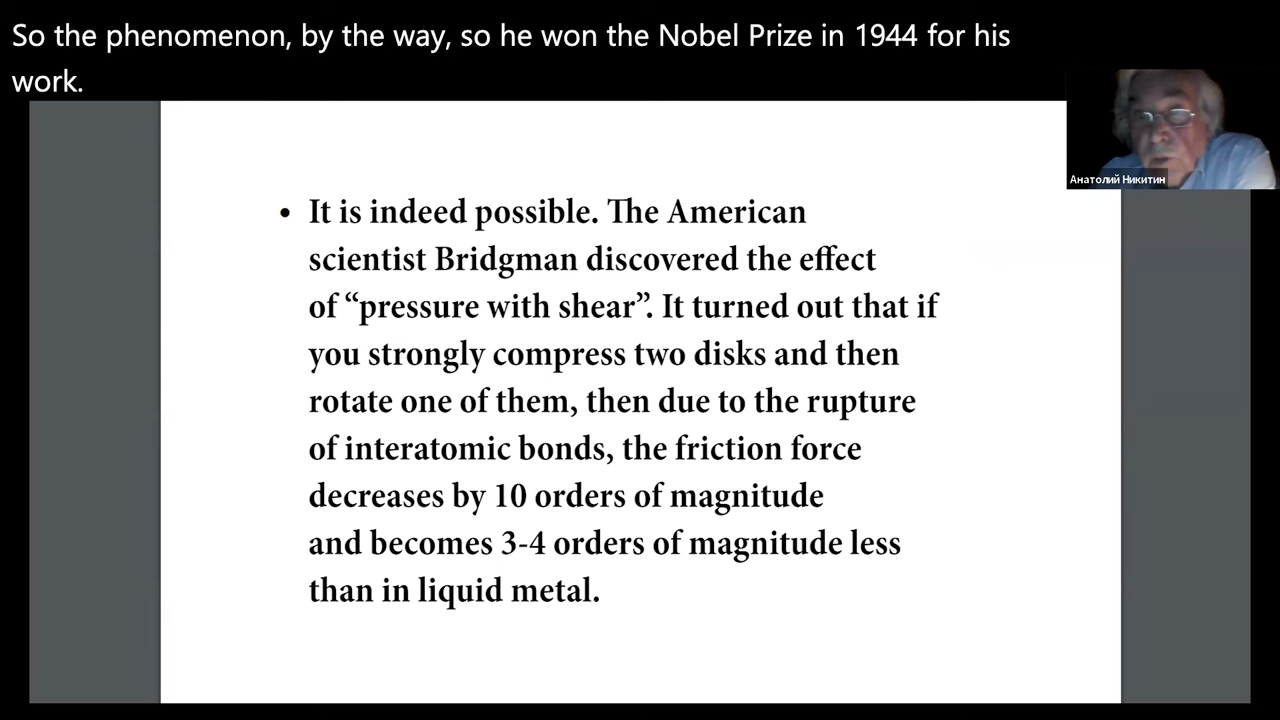 So the phenomenon, by the way, so he won the Nobel Prize in 1944 for his
work.
Анатолий Никитин
• It is indeed possible. The American
scientist Bridgman discovered the effect
of “pressure with shear”. It turned out that if
you strongly compress two disks and then
rotate one of them, then due to the rupture
of interatomic bonds, the friction force
decreases by 10 orders of magnitude
and becomes 3-4 orders of magnitude less
than in liquid metal.